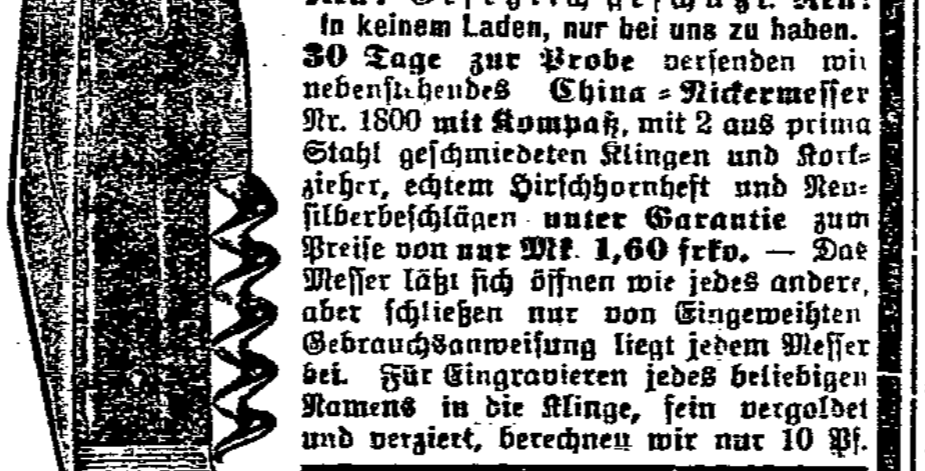 Neu! Gesetzlich geschützt. Neu!
In keinem Laden, nur bei uns zu haben.
30 Tage zur Probe versenden wir
nebenstehendes China-Nickermesser
Nr. 1800 mit Kompaß, mit 2 aus prima
Stahl geschmiedeten Klingen und Kork-
zieher, echtem Hirschhornheft und Neu-
silberbeschlägen unter Garantie zum
Preise von nur Mk. 1,60 frko. — Das
Messer läßt sich öffnen wie jedes andere,
aber schließen nur von Eingeweihten
Gebrauchsanweisung liegt jedem Messer
bei. Für Eingravieren jedes beliebigen
Namens in die Klinge, fein vergoldet
und verziert, berechnen wir nur 10 Pf.